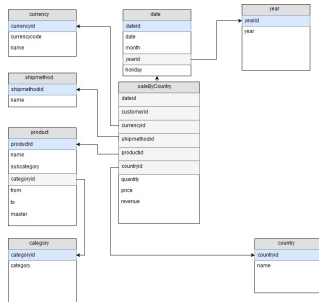 currency
currencyid
currencycode
name
shipmethod
shipmethodid
name
product
productid
name
subcategory
categoryid
from
to
master
category
categoryid
category
date
dateid
date
month
yearid
holiday
saleByCountry
dateid
customerid
currencyid
shipmethodid
productid
countryid
quantity
price
revenue
year
yearid
year
country
countryid
name